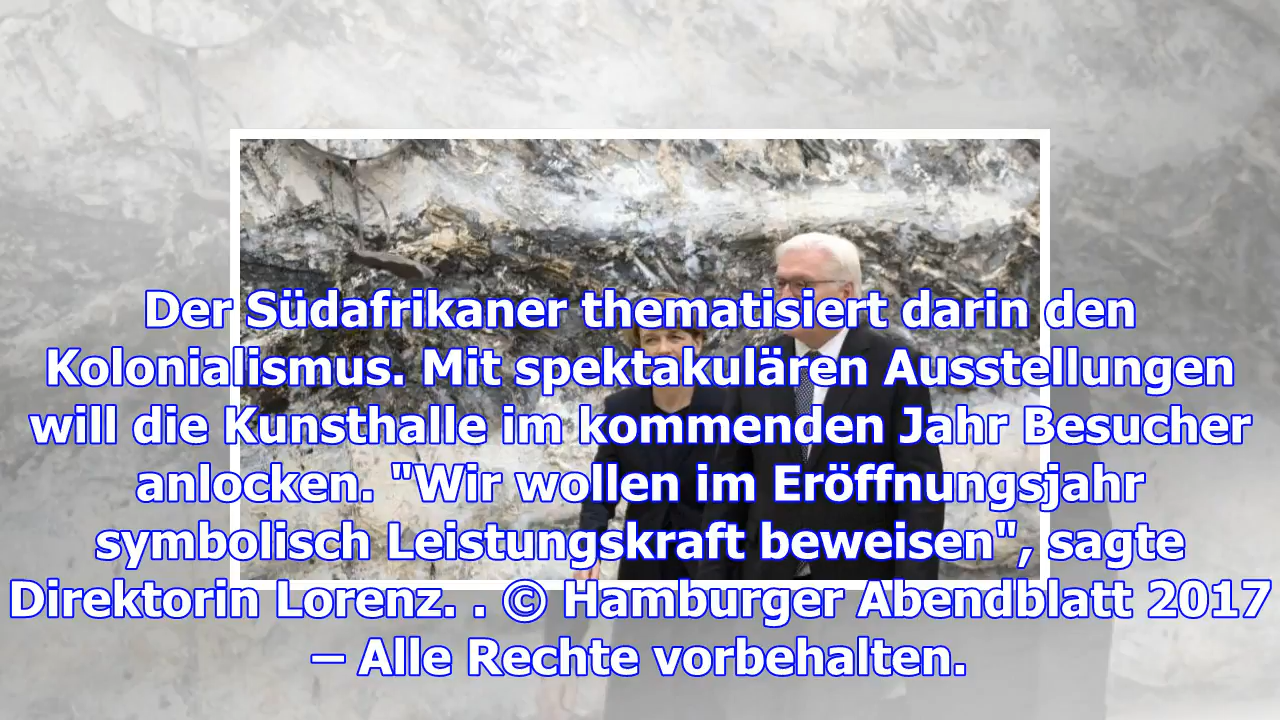 Der Südafrikaner thematisiert darin den
Kolonialismus. Mit spektakulären Ausstellungen
will die Kunsthalle im kommenden Jahr Besucher
anlocken. "Wir wollen im Eröffnungsjahr
symbolisch Leistungskraft beweisen", sagte
Direktorin Lorenz. . © Hamburger Abendblatt 2017
– Alle Rechte vorbehalten.